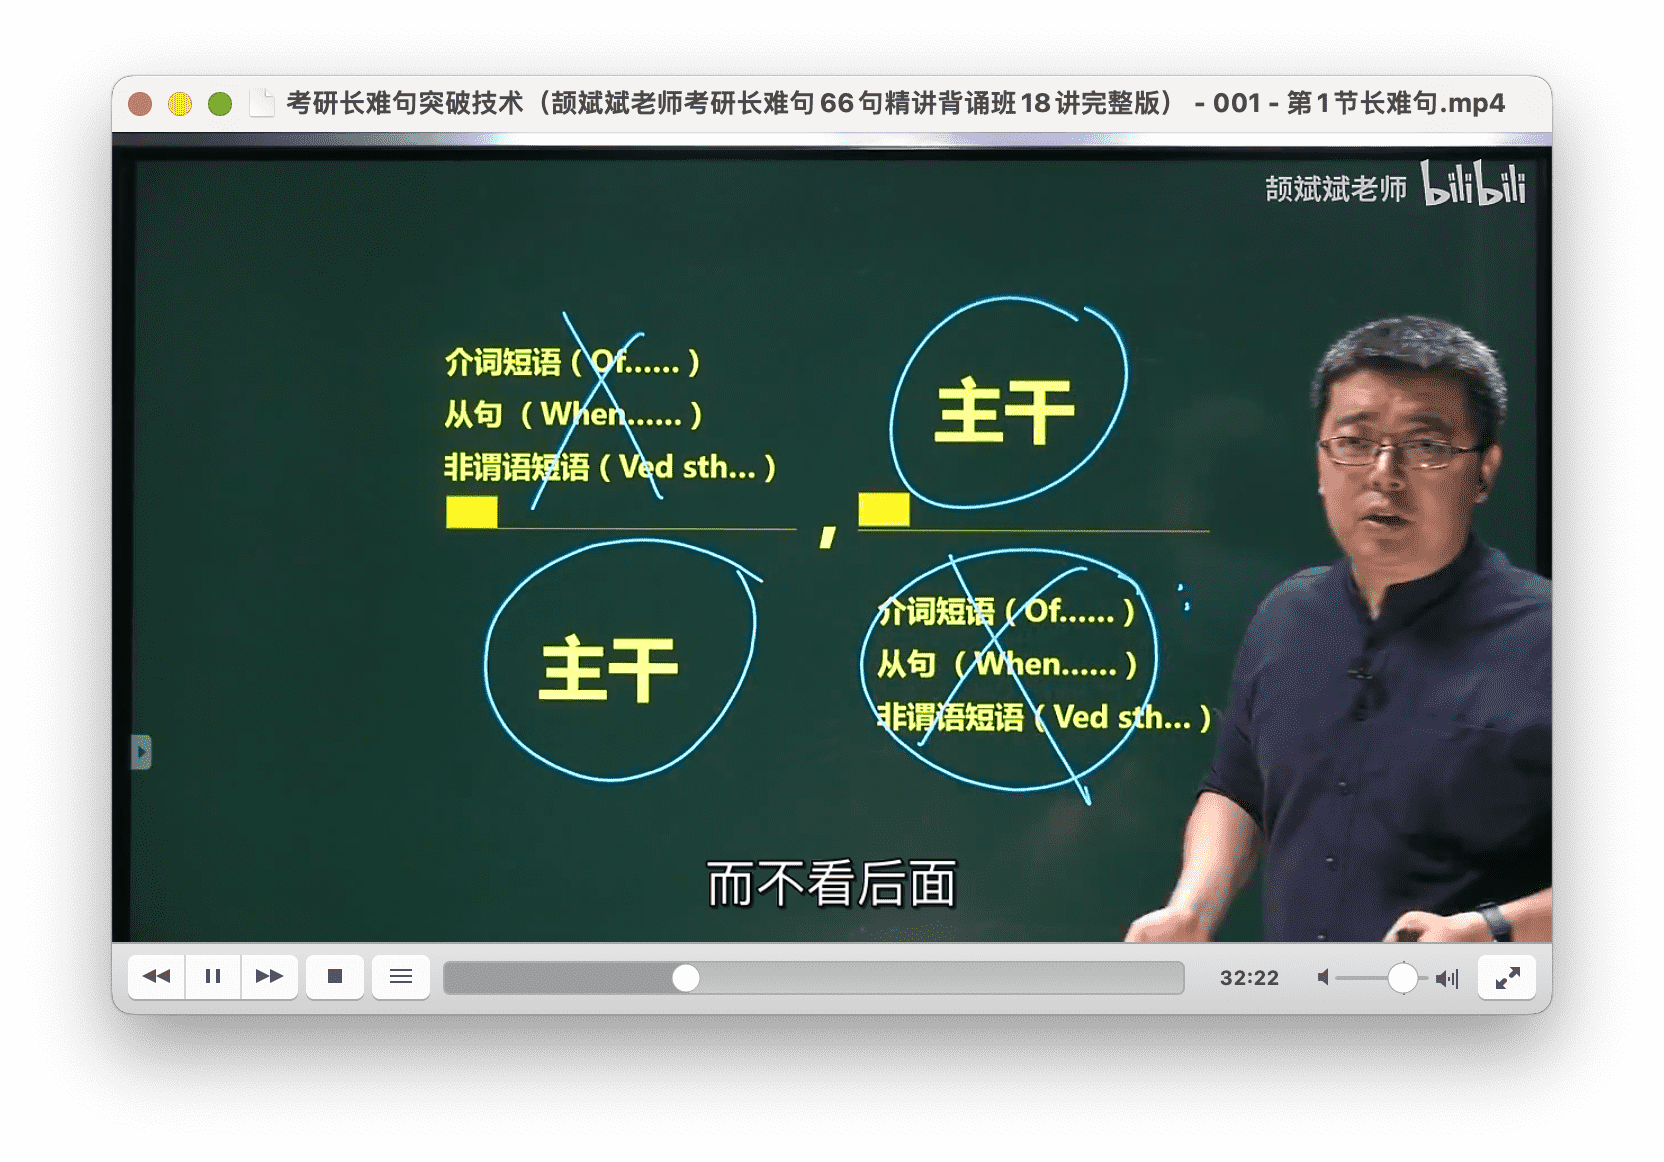 考研长难句突破技术（颉斌斌老师考研长难句66句精讲背诵班18讲完整版） - 001 - 第1节长难句.mp4
颉斌斌老师 bilibili
介词短语（Of......）
从句（When......）
非谓语短语（Ved sth...）
，
主干
主干
介词短语（Of......）
从句（When......）
非谓语短语（Ved sth...）
而不看后面
32:22